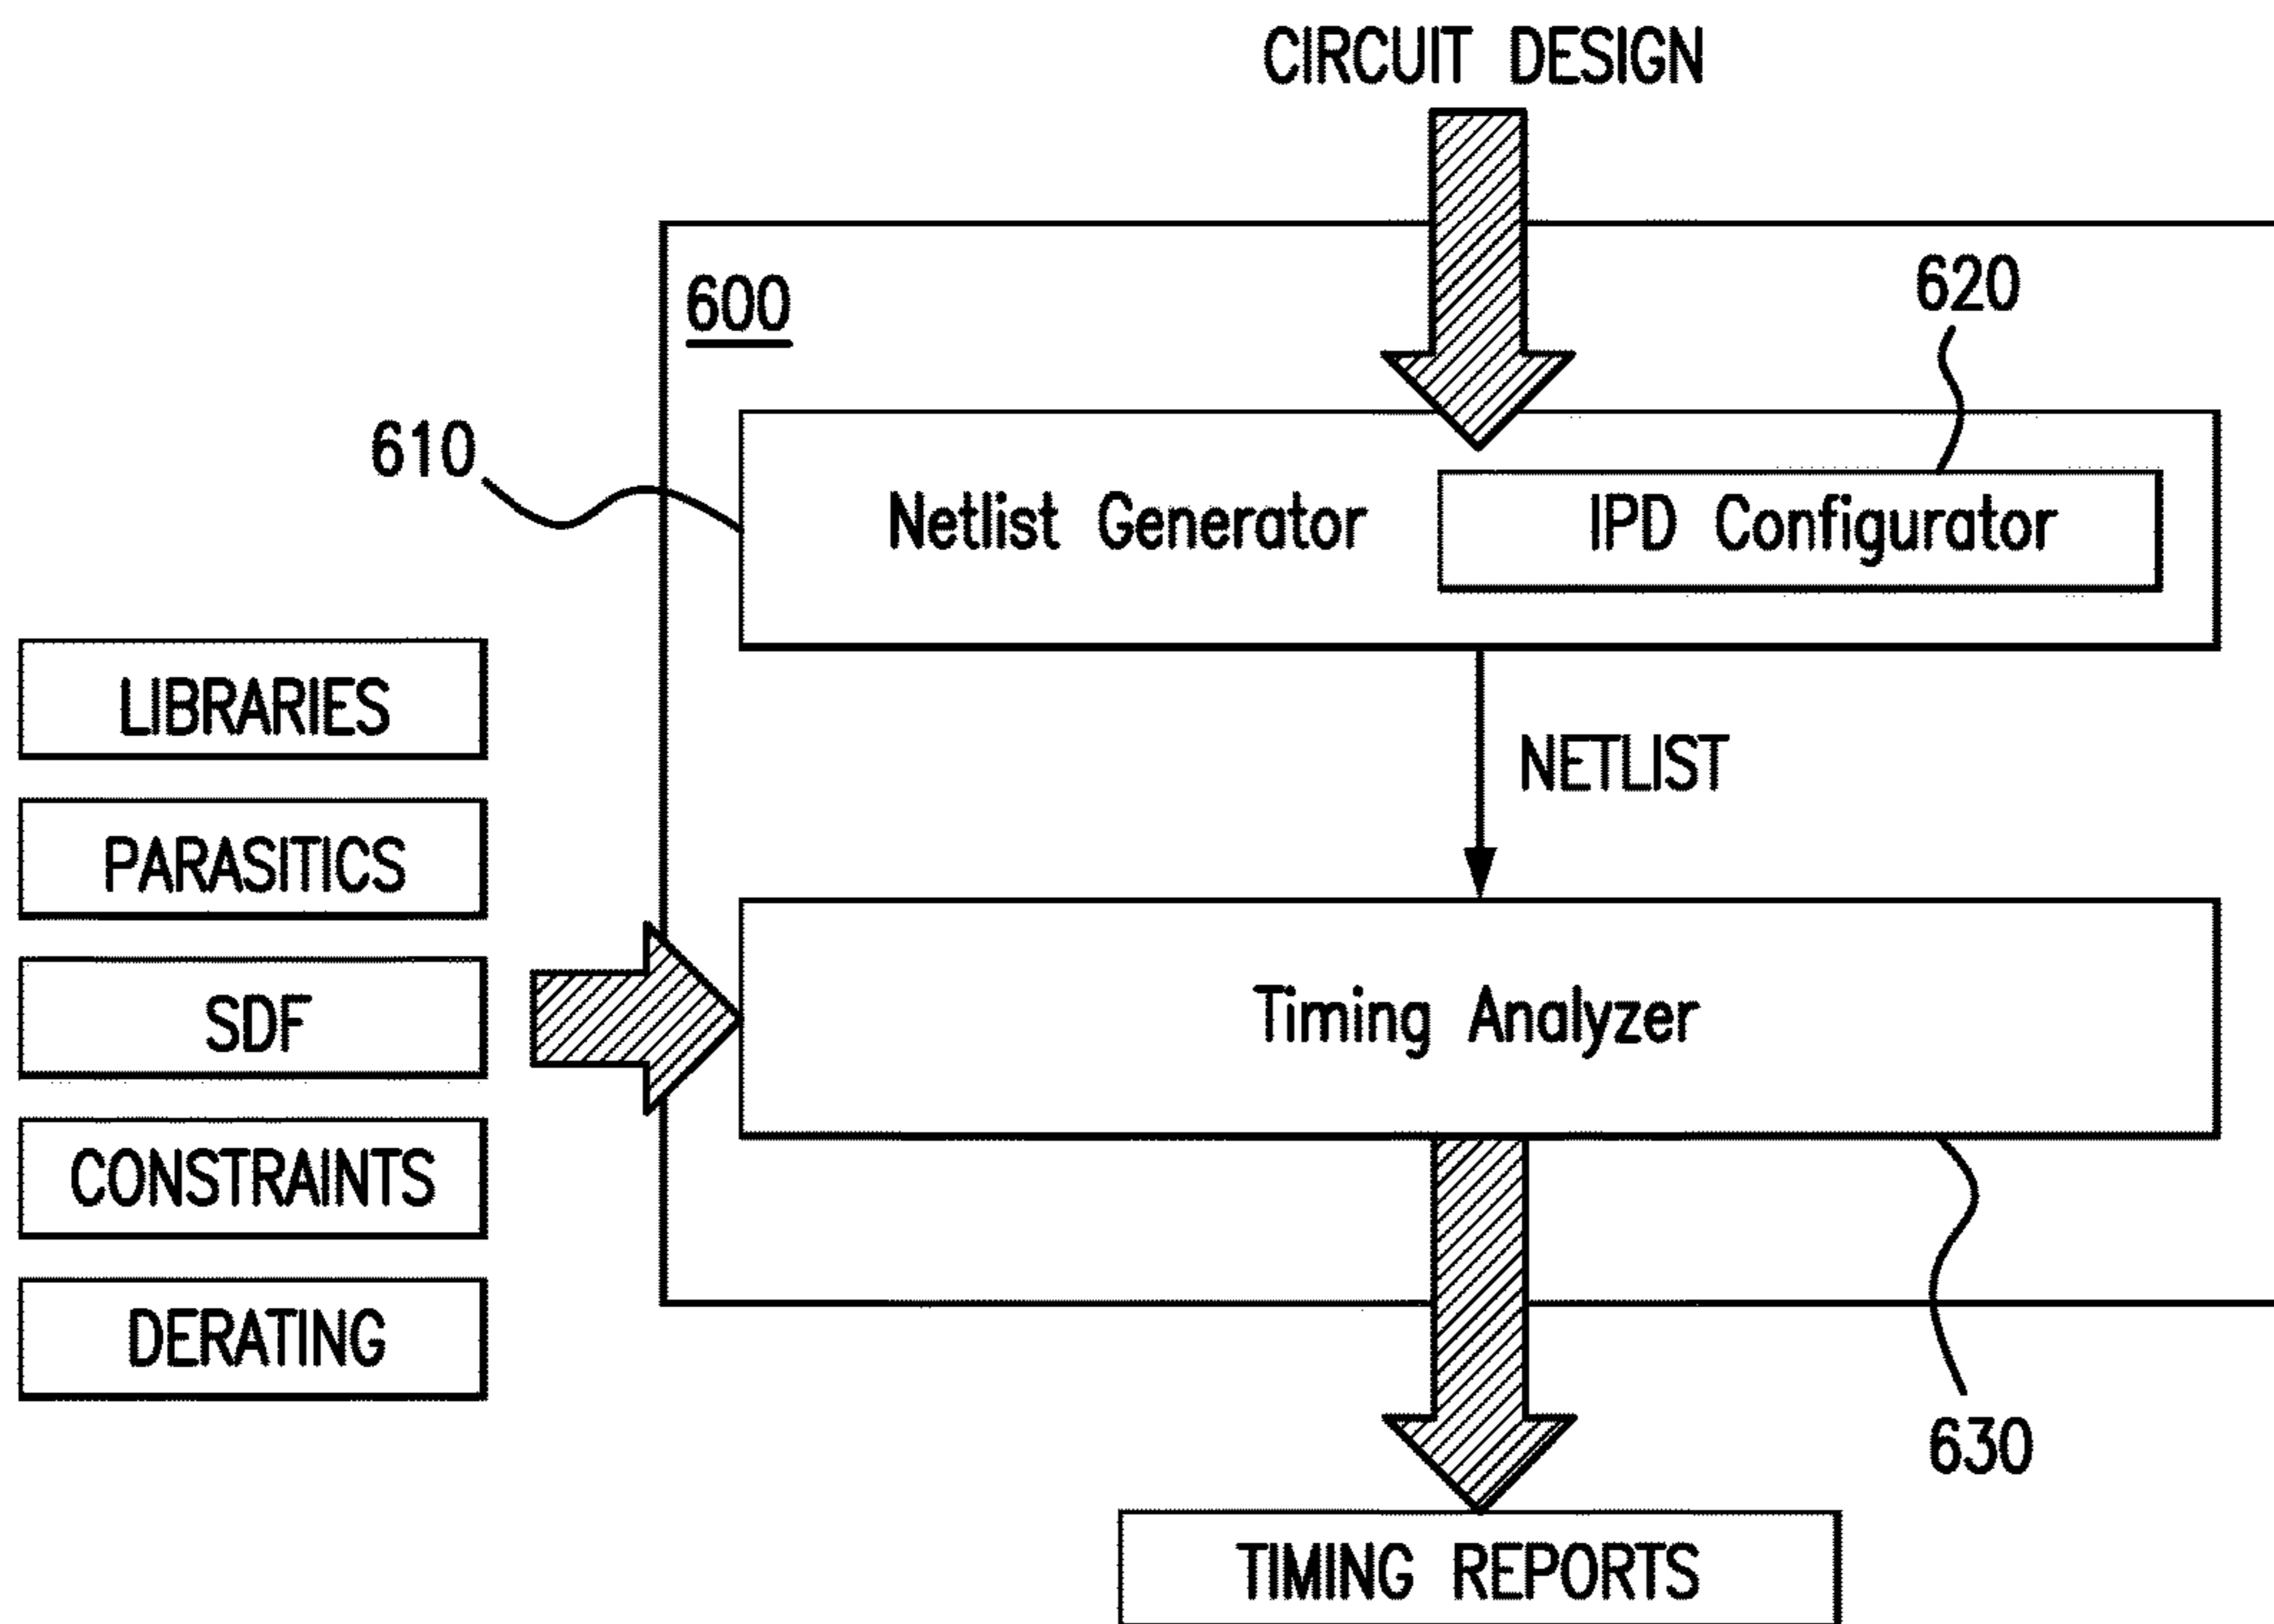 CIRCUIT DESIGN
600
620
610
Netlist Generator
IPD Configurator
LIBRARIES
NETLIST
PARASITICS
SDF
Timing Analyzer
CONSTRAINTS
DERATING
630
TIMING REPORTS